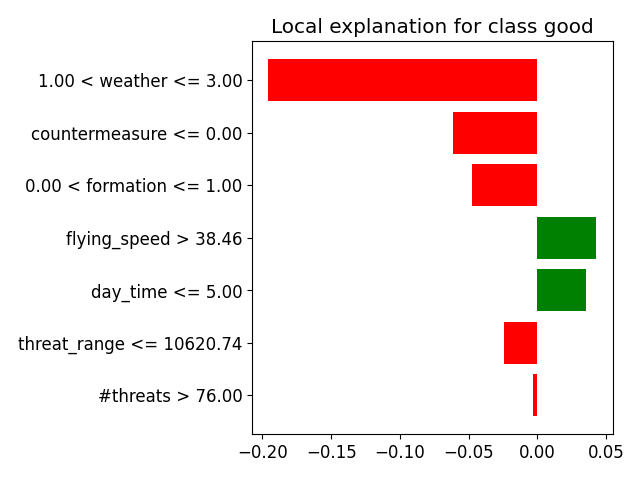 Local explanation for class good
1.00 < weather <= 3.00
countermeasure <= 0.00
0.00 < formation <= 1.00
flying_speed > 38.46
day_time <= 5.00
threat_range <= 10620.74
#threats > 76.00
−0.20 −0.15 −0.10 −0.05 0.00 0.05